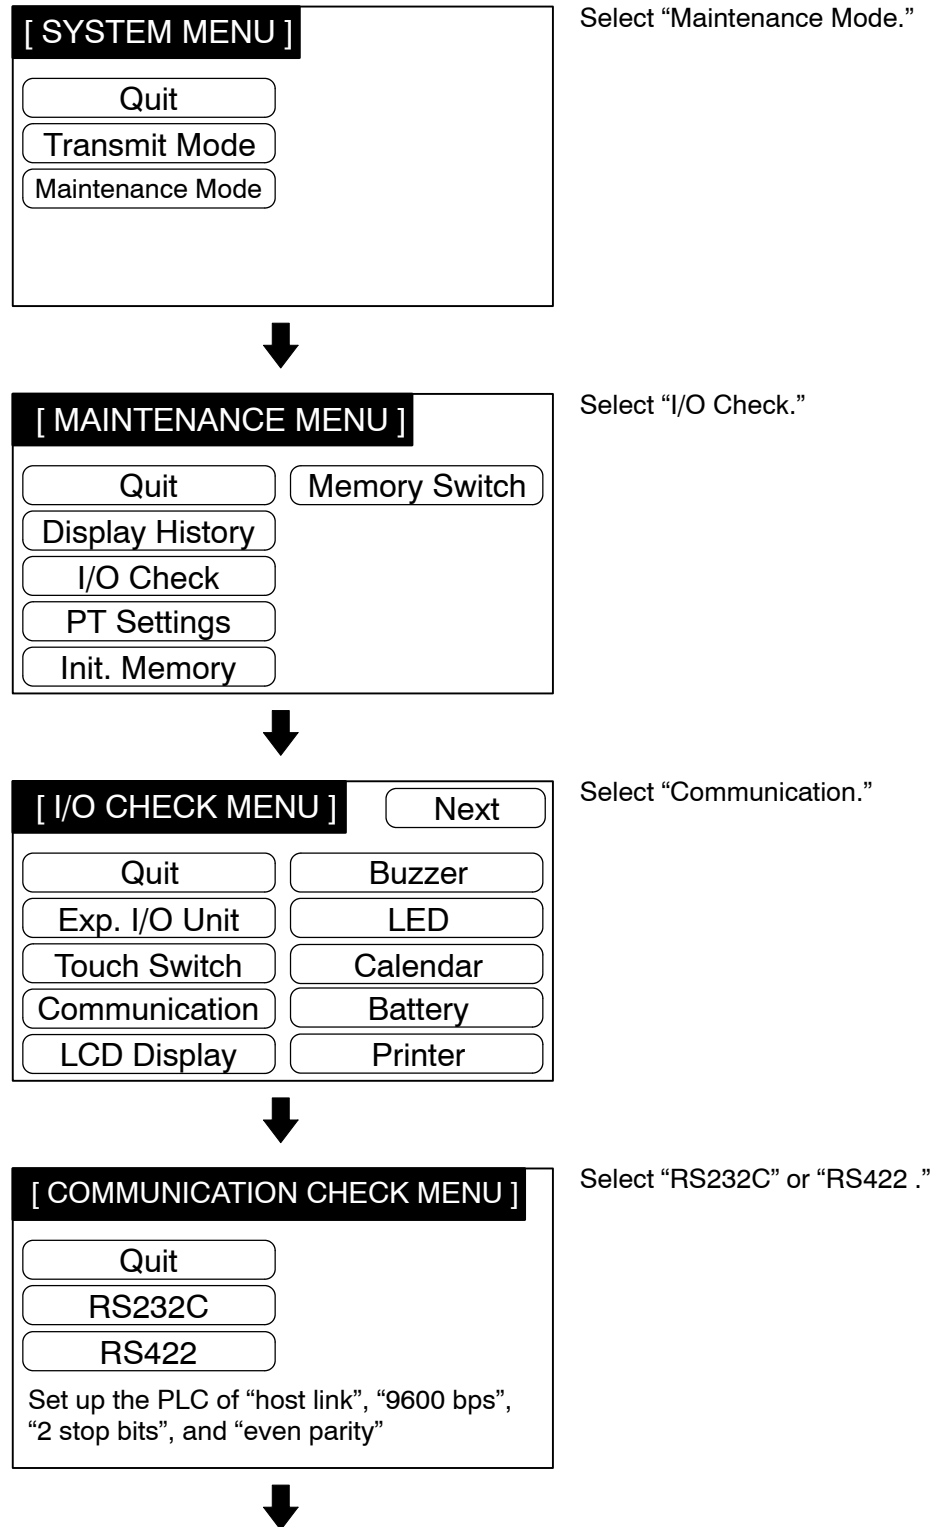 [ SYSTEM MENU ]
Select “Maintenance Mode.”
Quit
Transmit Mode
Maintenance Mode
[ MAINTENANCE MENU ]
Select “I/O Check.”
Quit
Memory Switch
Display History
I/O Check
PT Settings
Init. Memory
[ I/O CHECK MENU ]
Next
Select “Communication.”
Quit
Buzzer
Exp. I/O Unit
LED
Touch Switch
Calendar
Communication
Battery
LCD Display
Printer
[ COMMUNICATION CHECK MENU ]
Select “RS232C” or “RS422 .”
Quit
RS232C
RS422
Set up the PLC of “host link”, “9600 bps”,
“2 stop bits”, and “even parity”